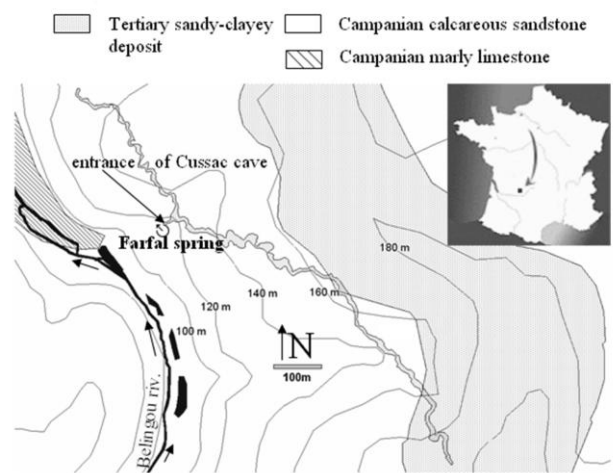 Tertiary sandy-clayey
deposit
Campanian calcareous sandstone
Campanian marly limestone
entrance of Cussac cave
Farfal spring
180 m
160 m
140 m
120 m
100 m
N
100m
Belingou riv.